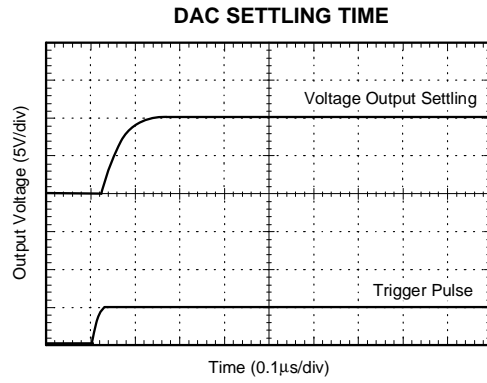 DAC SETTLING TIME
Output Voltage (5V/div)
Voltage Output Settling
Trigger Pulse
Time (0.1µs/div)